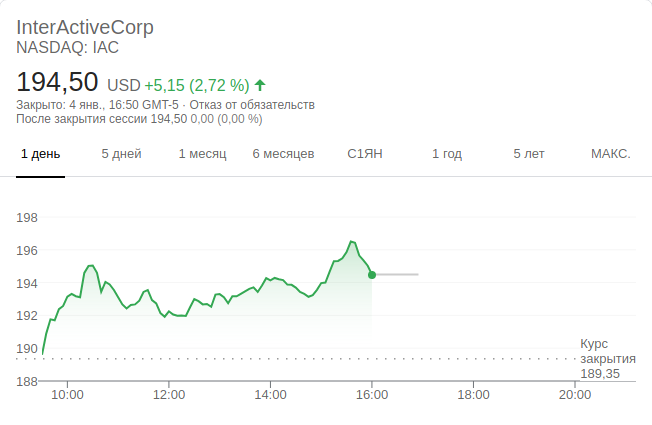 InterActiveCorp
NASDAQ: IAC
194,50 USD +5,15 (2,72 %)
Закрыто: 4 янв., 16:50 GMT-5 · Отказ от обязательств
После закрытия сессии 194,50 0,00 (0,00 %)
1 день 5 дней 1 месяц 6 месяцев С1ЯН 1 год 5 лет МАКС.
198
196
194
192
190
188
Курс
закрытия
189,35
10:00 12:00 14:00 16:00 18:00 20:00